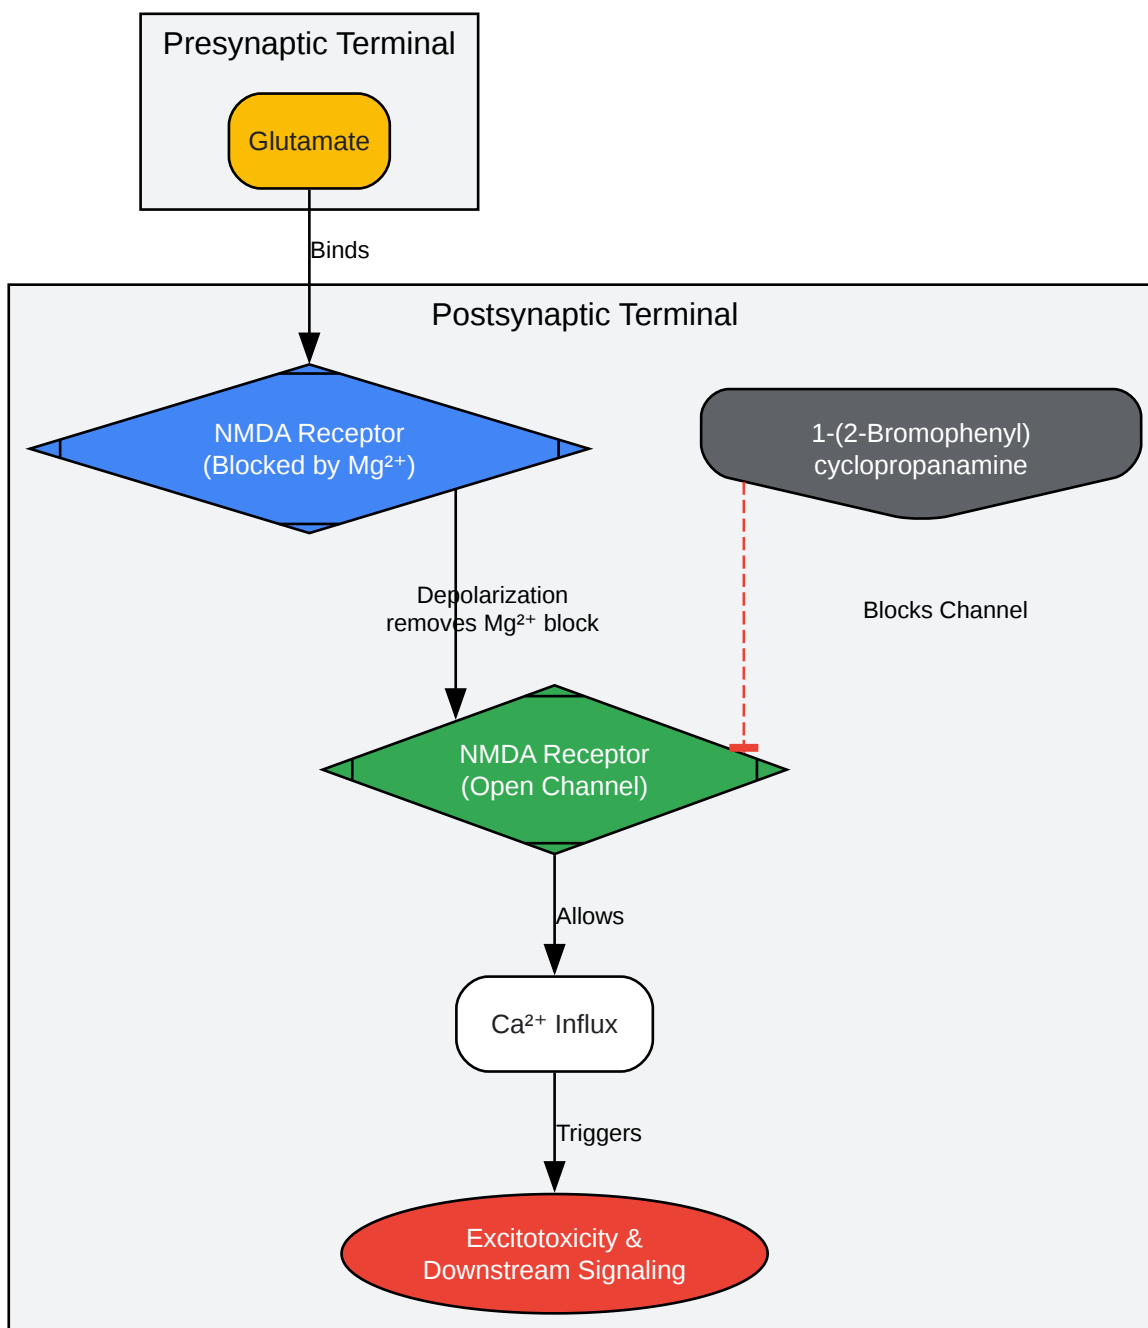 Presynaptic Terminal
Glutamate
Binds
Postsynaptic Terminal
NMDA Receptor
(Blocked by Mg²⁺)
1-(2-Bromophenyl)
cyclopropanamine
Depolarization
removes Mg²⁺ block
Blocks Channel
NMDA Receptor
(Open Channel)
Allows
Ca²⁺ Influx
Triggers
Excitotoxicity &
Downstream Signaling